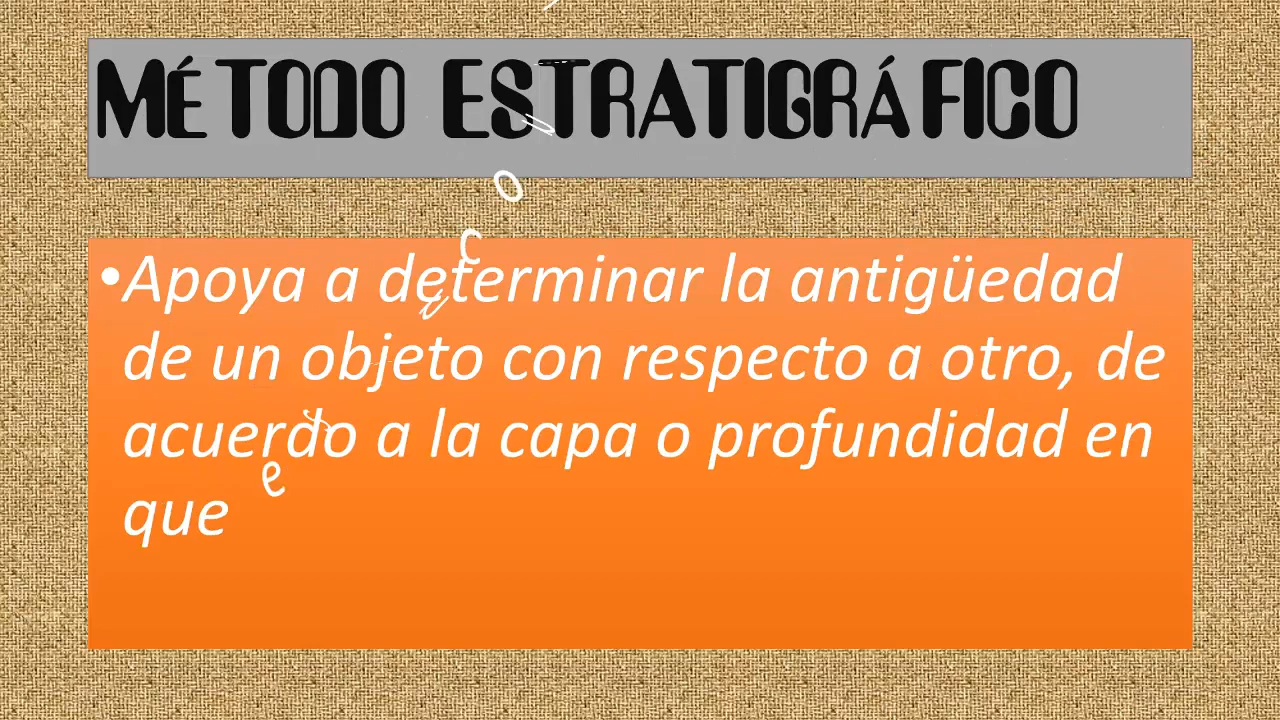 MÉTODO ESTRATIGRÁFICO
•Apoya a determinar la antigüedad
de un objeto con respecto a otro, de
acuerdo a la capa o profundidad en
que